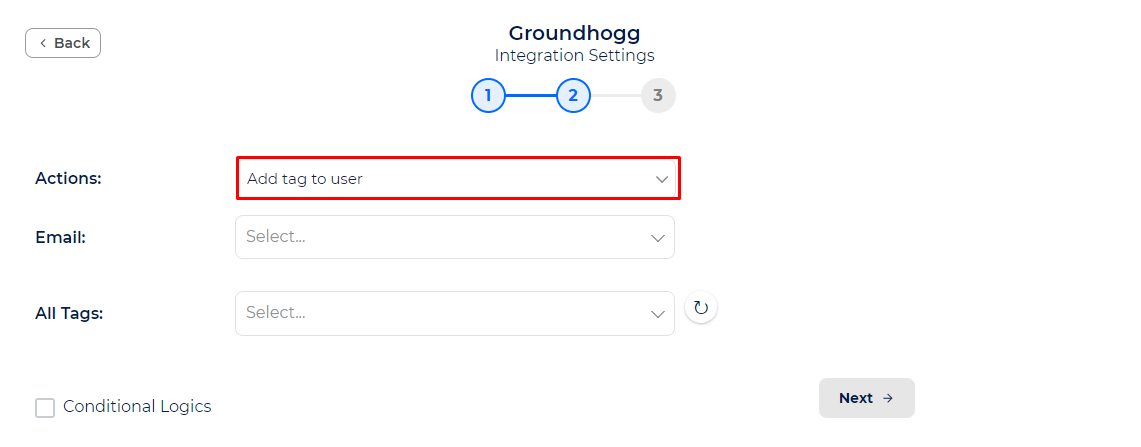 Back
Groundhogg
Integration Settings
1 2 3
Actions: Add tag to user
Email: Select...
All Tags: Select...
Conditional Logics
Next